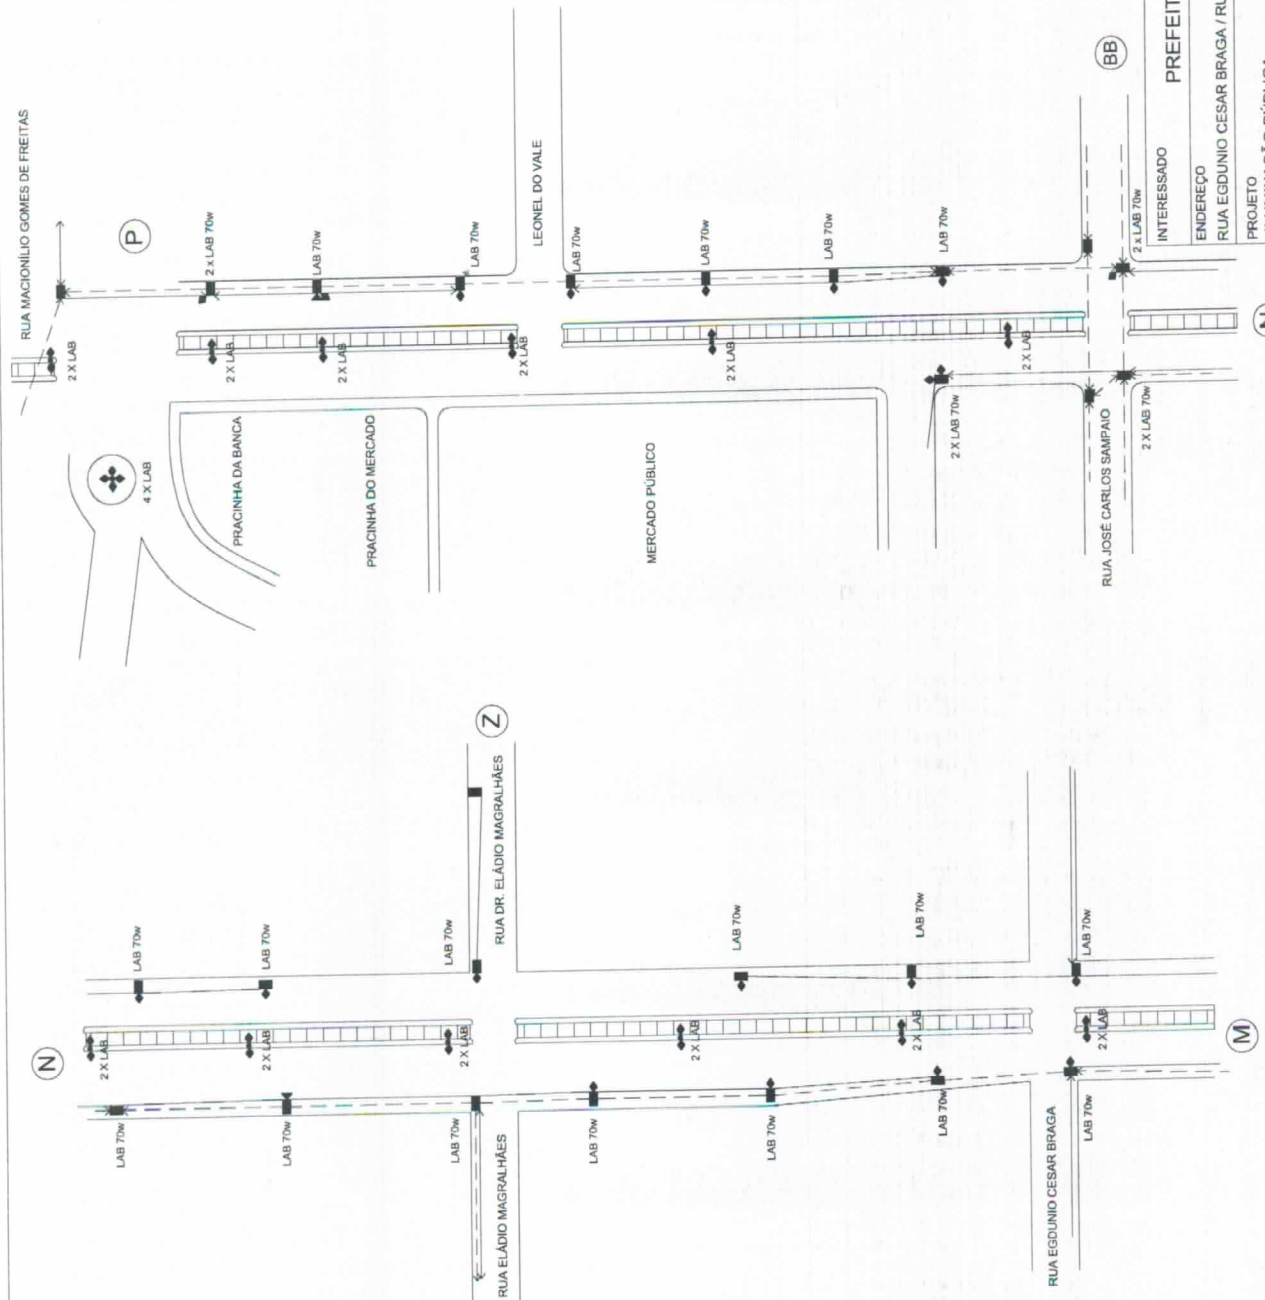 RUA MACIONÍLIO GOMES DE FREITAS
2 X LAB
P
4 X LAB
2 X LAB 70w
2 X LAB
PRACINHA DA BANCA
LAB 70w
2 X LAB
PRACINHA DO MERCADO
LAB 70w
LEONEL DO VALE
2 X LAB
LAB 70w
MERCADO PÚBLICO
LAB 70w
2 X LAB
LAB 70w
LAB 70w
2 X LAB 70w
2 X LAB
BB
RUA JOSÉ CARLOS SAMPAIO
2 X LAB 70w
2 x LAB 70w
INTERESSADO
PREFEIT
ENDEREÇO
RUA EGDUNIO CESAR BRAGA / RU
PROJETO
N
N
2 X LAB
LAB 70w
LAB 70w
LAB 70w
2 X LAB
LAB 70w
Z
RUA DR. ELÁDIO MAGRALHÃES
LAB 70w
2 X LAB
LAB 70w
RUA ELÁDIO MAGRALHÃES
LAB 70w
2 X LAB
LAB 70w
LAB 70w
2 X LAB
LAB 70w
LAB 70w
RUA EGDUNIO CESAR BRAGA
LAB 70w
2 X LAB
LAB 70w
M